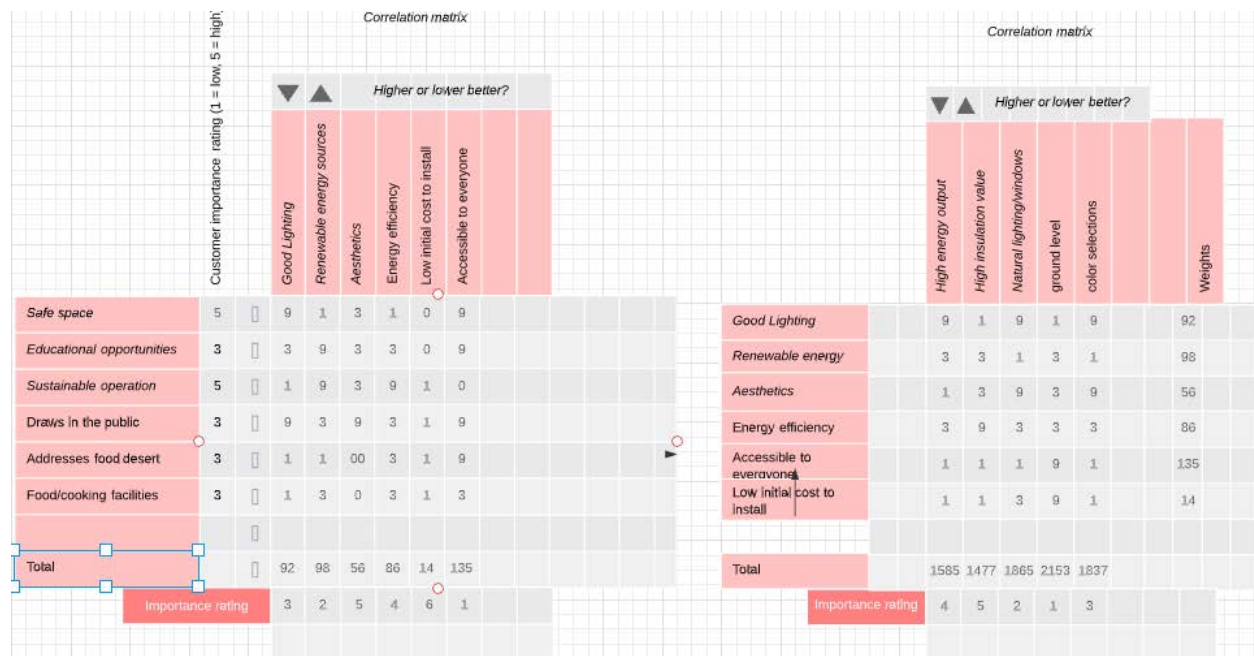 Correlation matrix
Customer importance rating (1 = low, 5 = high)
Higher or lower better?
Good Lighting
Renewable energy sources
Aesthetics
Energy efficiency
Low initial cost to install
Accessible to everyone
Safe space 5 9 1 3 1 0 9
Educational opportunities 3 3 9 3 3 0 9
Sustainable operation 5 1 9 3 9 1 0
Draws in the public 3 9 3 9 3 1 9
Addresses food desert 3 1 1 00 3 1 9
Food/cooking facilities 3 1 3 0 3 1 3
Total 92 98 56 86 14 135
Importance rating 3 2 5 4 6 1
Correlation matrix
Higher or lower better?
High energy output
High insulation value
Natural lighting/windows
ground level
color selections
Weights
Good Lighting 9 1 9 1 9 92
Renewable energy 3 3 1 3 1 98
Aesthetics 1 3 9 3 9 56
Energy efficiency 3 9 3 3 3 86
Accessible to
everyone 1 1 1 9 1 135
Low initial cost to
install 1 1 3 9 1 14
Total 1585 1477 1865 2153 1837
Importance rating 4 5 2 1 3